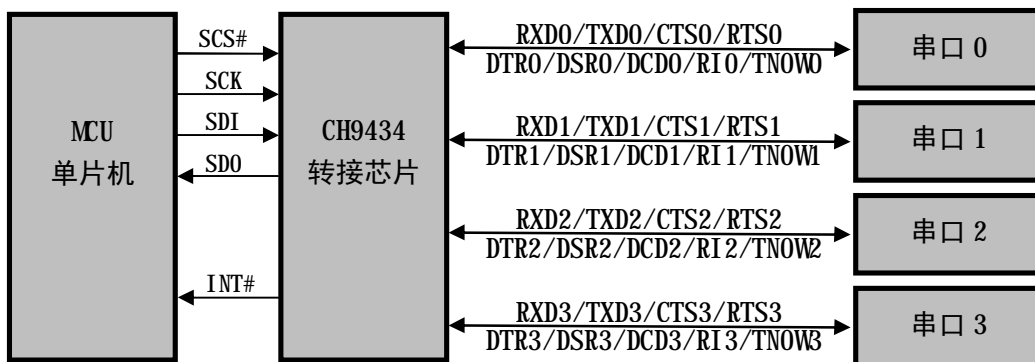 MCU
单片机
SCS#
SCK
SDI
SDO
INT#
CH9434
转接芯片
RXD0/TXD0/CTS0/RTS0
DTR0/DSR0/DCD0/RI0/TNOW0
串口 0
RXD1/TXD1/CTS1/RTS1
DTR1/DSR1/DCD1/RI1/TNOW1
串口 1
RXD2/TXD2/CTS2/RTS2
DTR2/DSR2/DCD2/RI2/TNOW2
串口 2
RXD3/TXD3/CTS3/RTS3
DTR3/DSR3/DCD3/RI3/TNOW3
串口 3